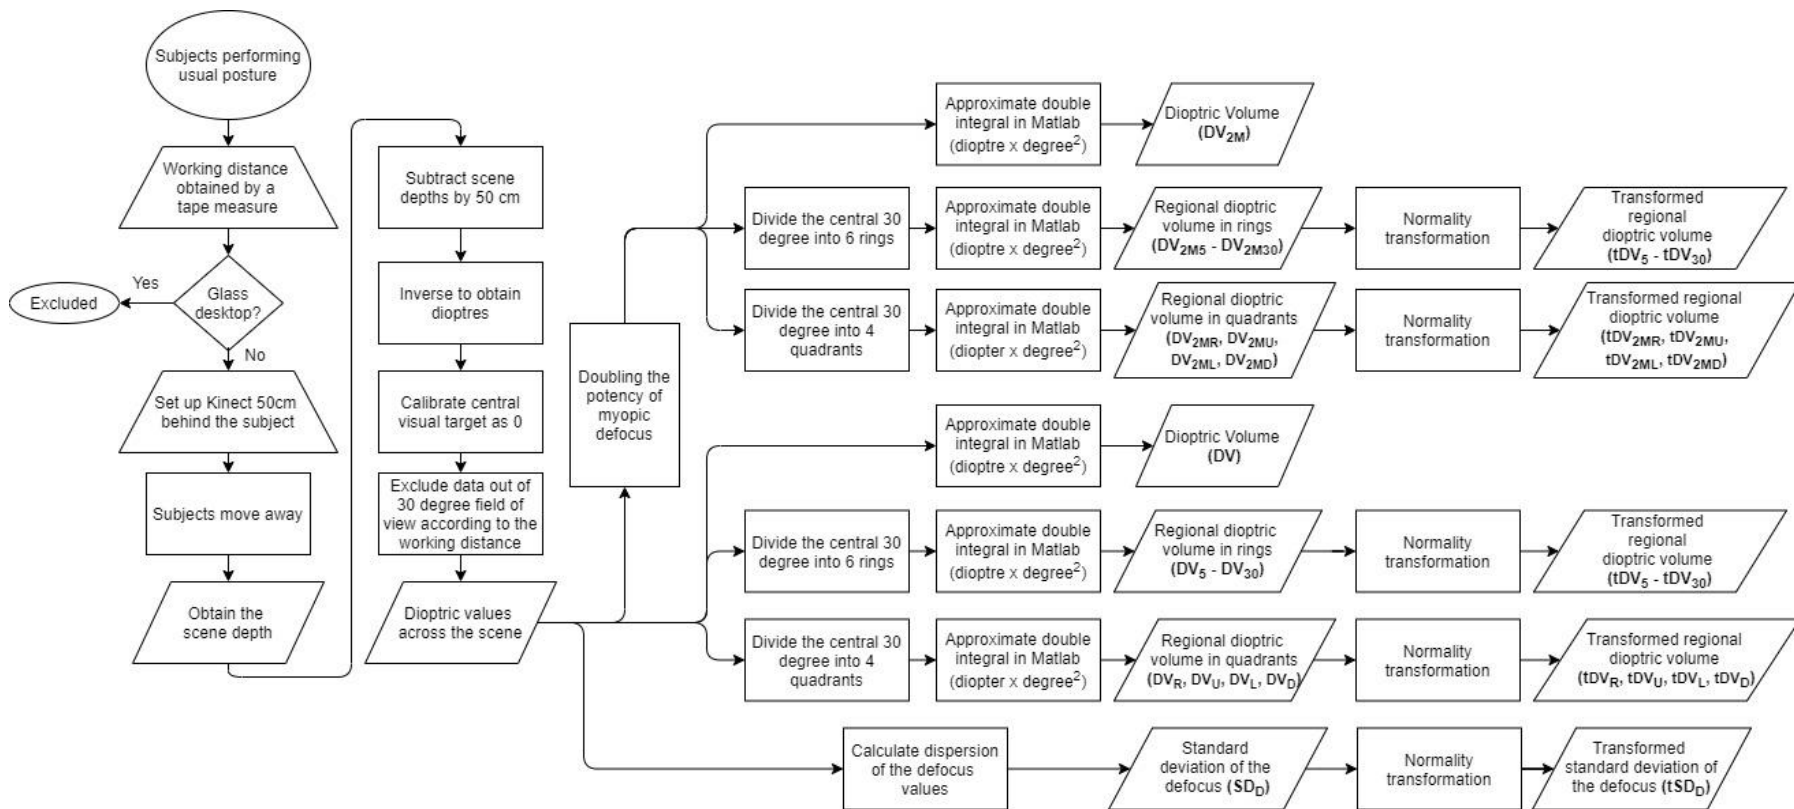 Subjects performing
usual posture
Working distance
obtained by a
tape measure
Glass
desktop?
Yes
Excluded
No
Set up Kinect 50cm
behind the subject
Subjects move away
Obtain the
scene depth
Subtract scene
depths by 50 cm
Inverse to obtain
dioptres
Calibrate central
visual target as 0
Exclude data out of
30 degree field of
view according to the
working distance
Dioptric values
across the scene
Doubling the
potency of
myopic
defocus
Approximate double
integral in Matlab
(dioptre x degree²)
Dioptric Volume
(DV2M)
Divide the central 30
degree into 6 rings
Approximate double
integral in Matlab
(dioptre x degree²)
Regional dioptric
volume in rings
(DV2M5 - DV2M30)
Normality
transformation
Transformed
regional
dioptric volume
(tDV5 - tDV30)
Divide the central 30
degree into 4
quadrants
Approximate double
integral in Matlab
(diopter x degree²)
Regional dioptric
volume in quadrants
(DV2MR, DV2MU,
DV2ML, DV2MD)
Normality
transformation
Transformed regional
dioptric volume
(tDV2MR, tDV2MU,
tDV2ML, tDV2MD)
Approximate double
integral in Matlab
(dioptre x degree²)
Dioptric Volume
(DV)
Divide the central 30
degree into 6 rings
Approximate double
integral in Matlab
(dioptre x degree²)
Regional dioptric
volume in rings
(DV5 - DV30)
Normality
transformation
Transformed
regional
dioptric volume
(tDV5 - tDV30)
Divide the central 30
degree into 4
quadrants
Approximate double
integral in Matlab
(diopter x degree²)
Regional dioptric
volume in quadrants
(DVR, DVU, DVL, DVD)
Normality
transformation
Transformed regional
dioptric volume
(tDVR, tDVU, tDVL, tDVD)
Calculate dispersion
of the defocus
values
Standard
deviation of the
defocus (SDD)
Normality
transformation
Transformed
standard deviation of
the defocus (tSDD)